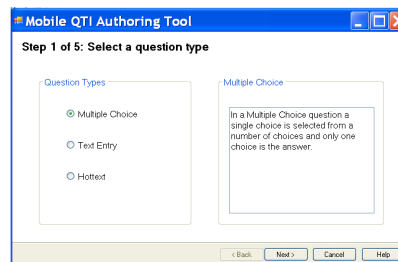 Mobile QTI Authoring Tool
Step 1 of 5: Select a question type
Question Types
Multiple Choice
Text Entry
Hottext
Multiple Choice
In a Multiple Choice question a
single choice is selected from a
number of choices and only one
choice is the answer.
< Back
Next >
Cancel
Help